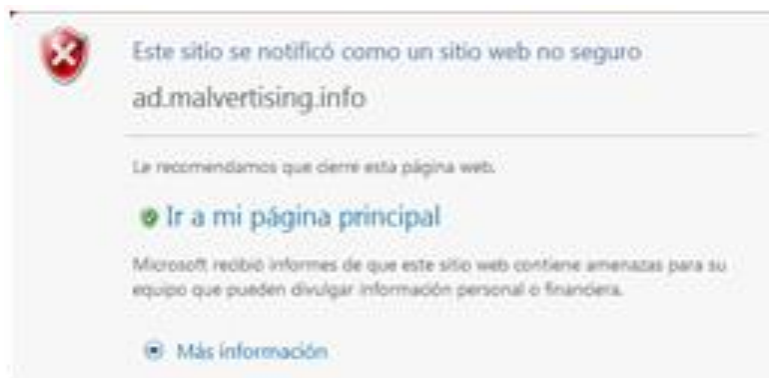 Este sitio se notificó como un sitio web no seguro
ad.malvertising.info
Le recomendamos que cierre esta página web.
Ir a mi página principal
Microsoft recibió informes de que este sitio web contiene amenazas para su
equipo que pueden divulgar información personal o financiera.
Más información